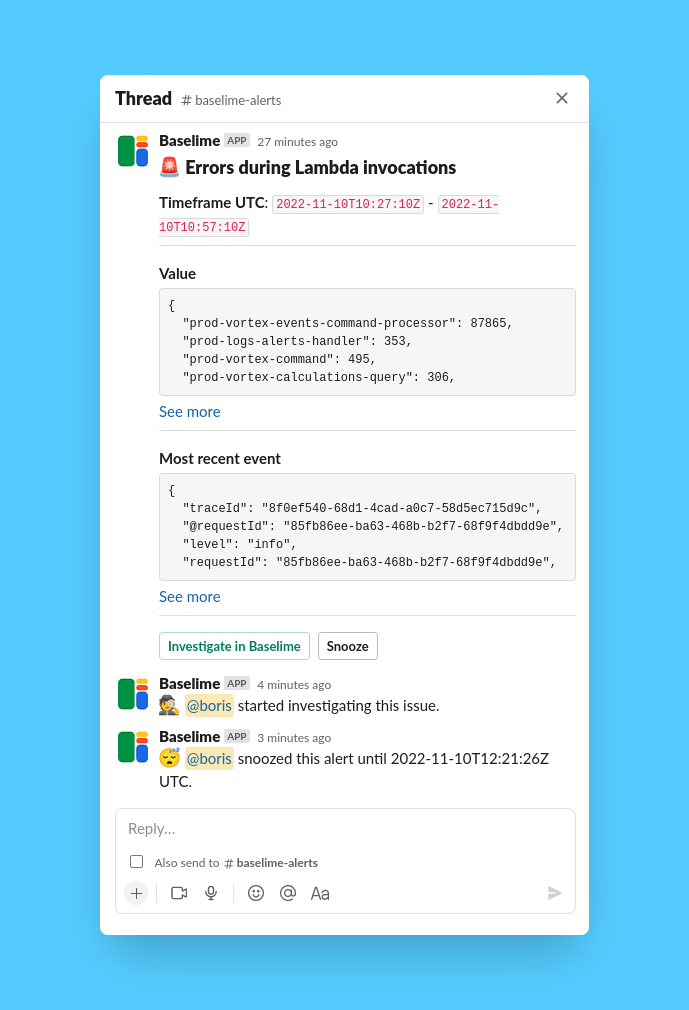 Thread # baselime-alerts
Baselime APP 27 minutes ago
🚨 Errors during Lambda invocations
Timeframe UTC: 2022-11-10T10:27:10Z - 2022-11-
10T10:57:10Z
Value
{
  "prod-vortex-events-command-processor": 87865,
  "prod-logs-alerts-handler": 353,
  "prod-vortex-command": 495,
  "prod-vortex-calculations-query": 306,
See more
Most recent event
{
  "traceId": "8f0ef540-68d1-4cad-a0c7-58d5ec715d9c",
  "@requestId": "85fb86ee-ba63-468b-b2f7-68f9f4dbdd9e",
  "level": "info",
  "requestId": "85fb86ee-ba63-468b-b2f7-68f9f4dbdd9e",
See more
Investigate in Baselime Snooze
Baselime APP 4 minutes ago
🕵 @boris started investigating this issue.
Baselime APP 3 minutes ago
😴 @boris snoozed this alert until 2022-11-10T12:21:26Z
UTC.
Reply...
Also send to # baselime-alerts
Aa